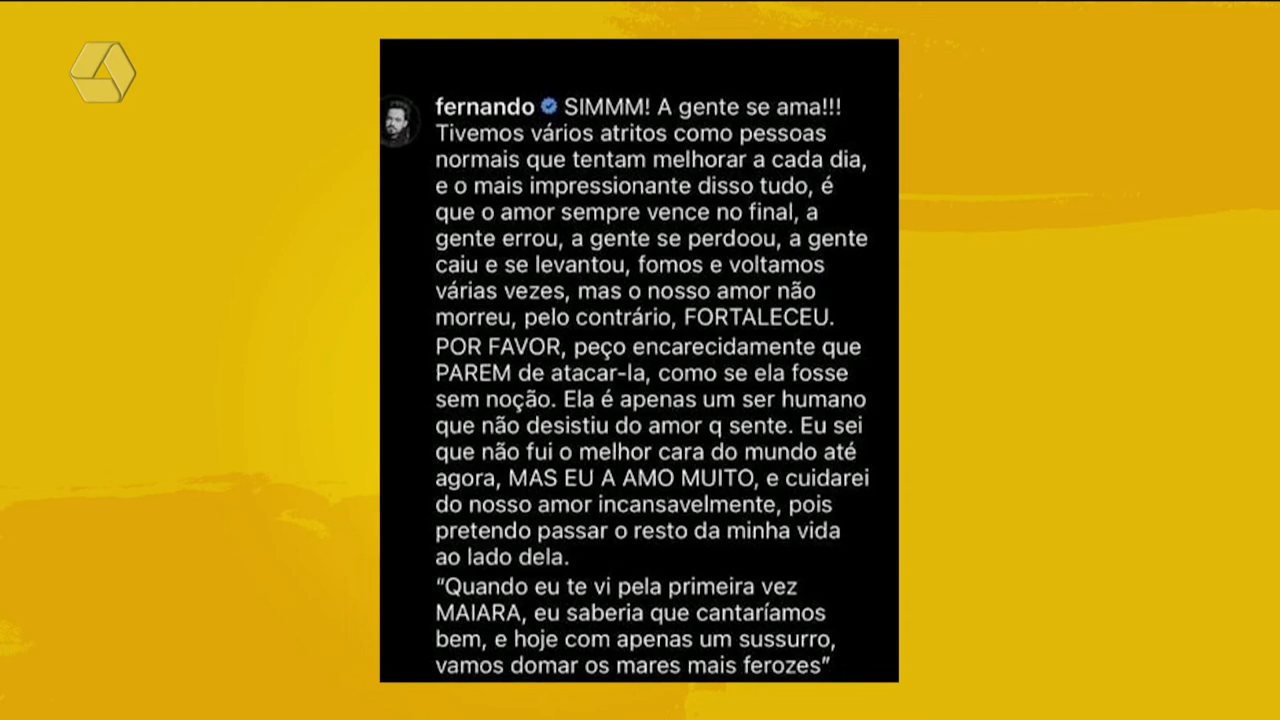 fernando SIMMM! A gente se ama!!!
Tivemos vários atritos como pessoas
normais que tentam melhorar a cada dia,
e o mais impressionante disso tudo, é
que o amor sempre vence no final, a
gente errou, a gente se perdoou, a gente
caiu e se levantou, fomos e voltamos
várias vezes, mas o nosso amor não
morreu, pelo contrário, FORTALECEU.
POR FAVOR, peço encarecidamente que
PAREM de atacar-la, como se ela fosse
sem noção. Ela é apenas um ser humano
que não desistiu do amor q sente. Eu sei
que não fui o melhor cara do mundo até
agora, MAS EU A AMO MUITO, e cuidarei
do nosso amor incansavelmente, pois
pretendo passar o resto da minha vida
ao lado dela.
“Quando eu te vi pela primeira vez
MAIARA, eu saberia que cantaríamos
bem, e hoje com apenas um sussurro,
vamos domar os mares mais ferozes”